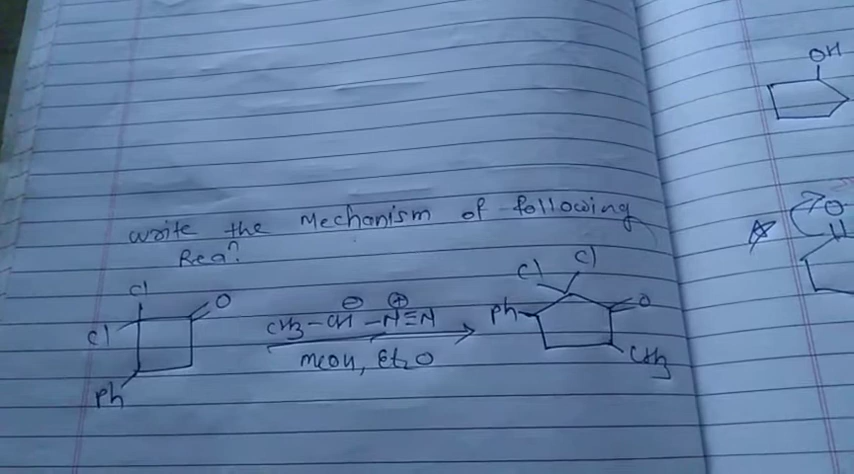 write the Mechanism of following
Rea?
Cl
Cl
O
Ph
CH3-CH-N≡N
⊖ ⊕
MeOH, Et2O
Cl Cl
Ph
O
CH3
OH
O